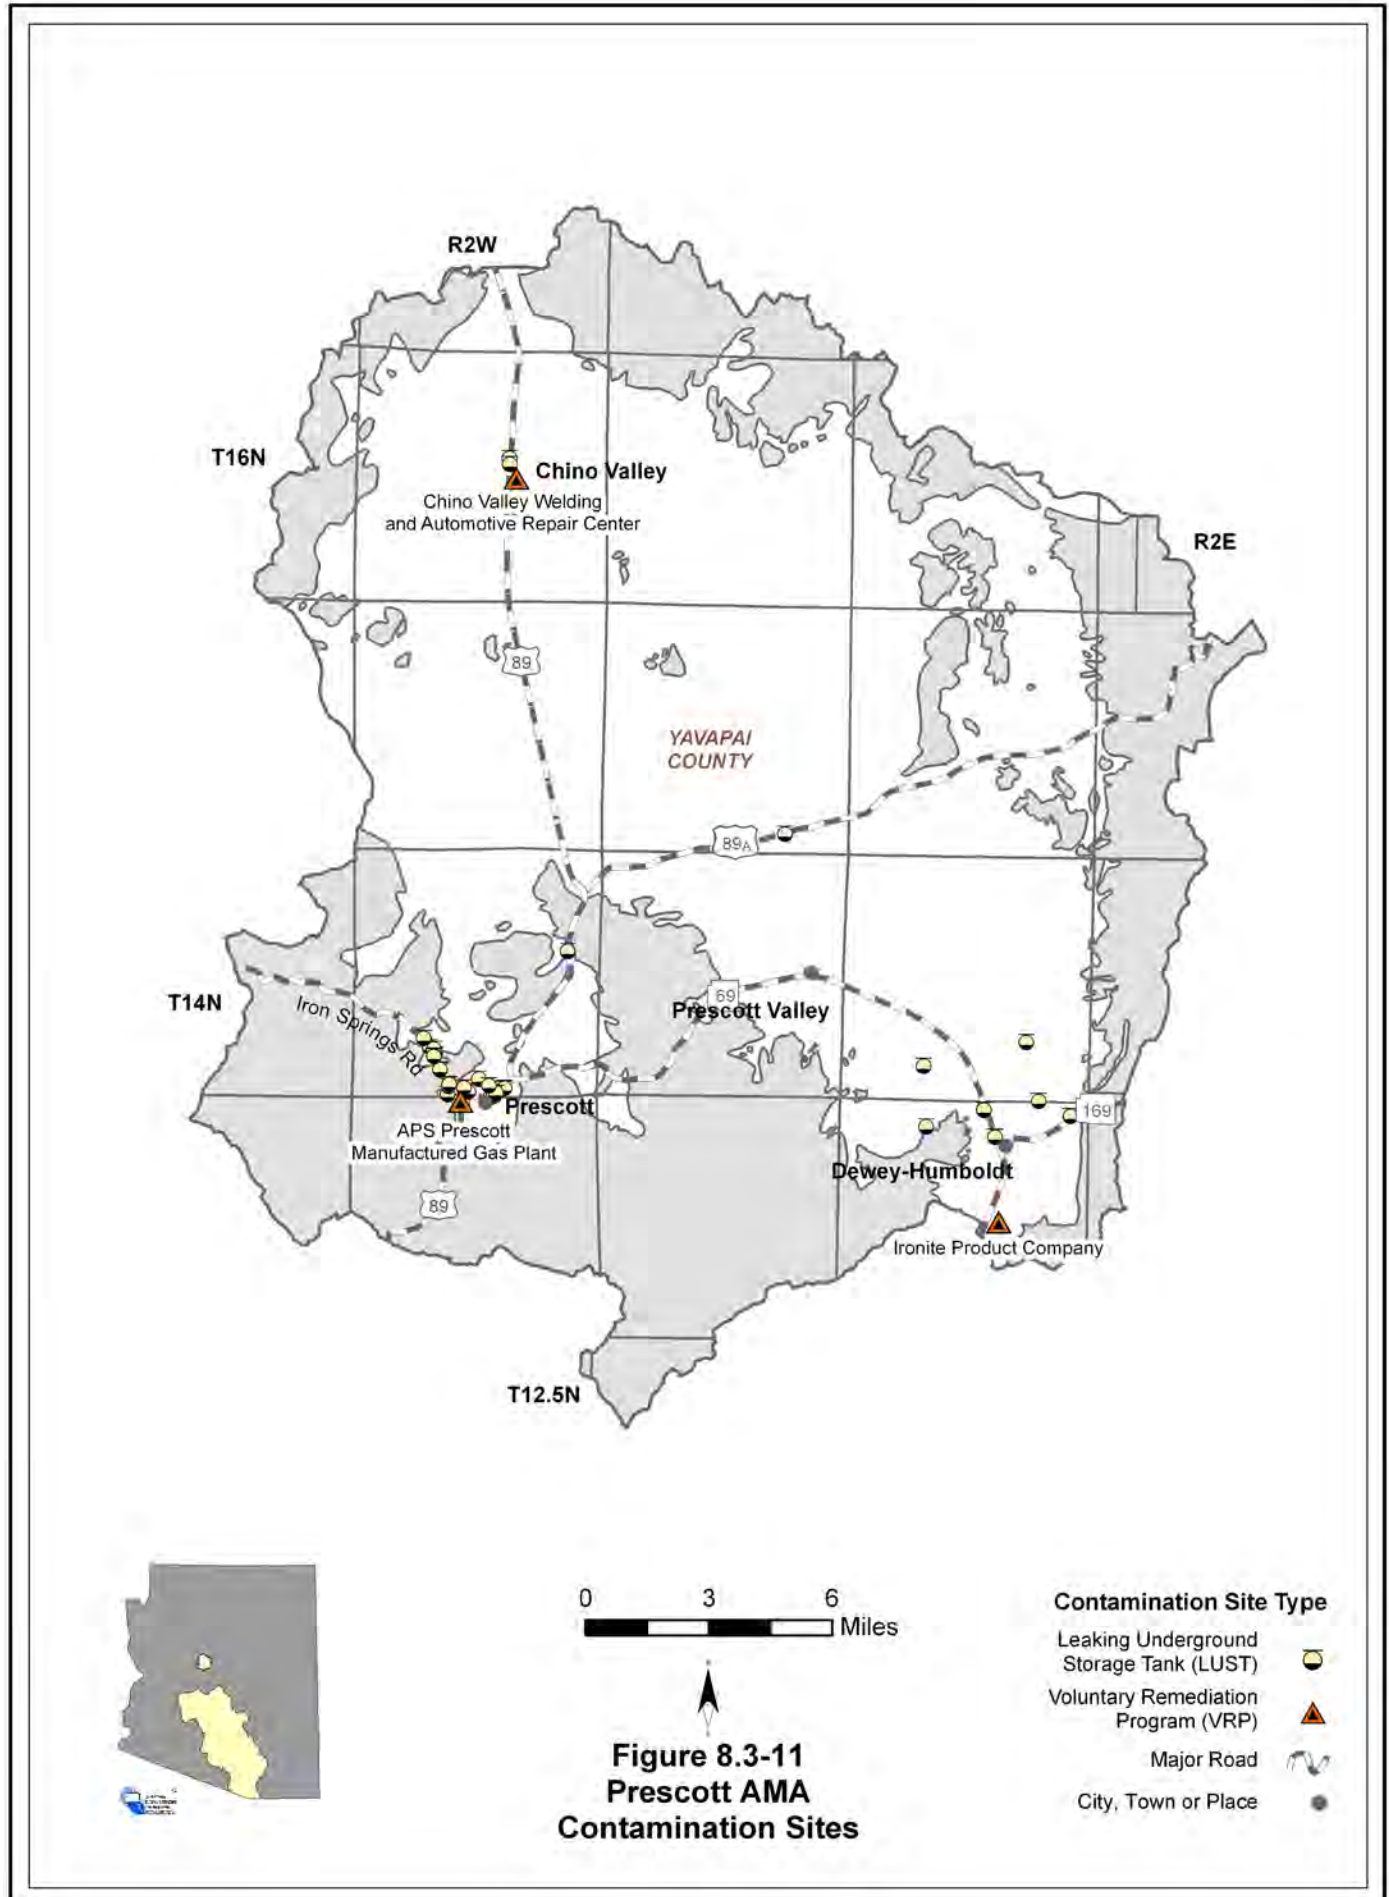 R2W
T16N
Chino Valley
Chino Valley Welding
and Automotive Repair Center
R2E
89
YAVAPAI
COUNTY
89A
T14N
Iron Springs Rd
69
Prescott Valley
Prescott
169
APS Prescott
Manufactured Gas Plant
Dewey-Humboldt
89
Ironite Product Company
T12.5N
0 3 6
Miles
Figure 8.3-11
Prescott AMA
Contamination Sites
Contamination Site Type
Leaking Underground
Storage Tank (LUST)
Voluntary Remediation
Program (VRP)
Major Road
City, Town or Place